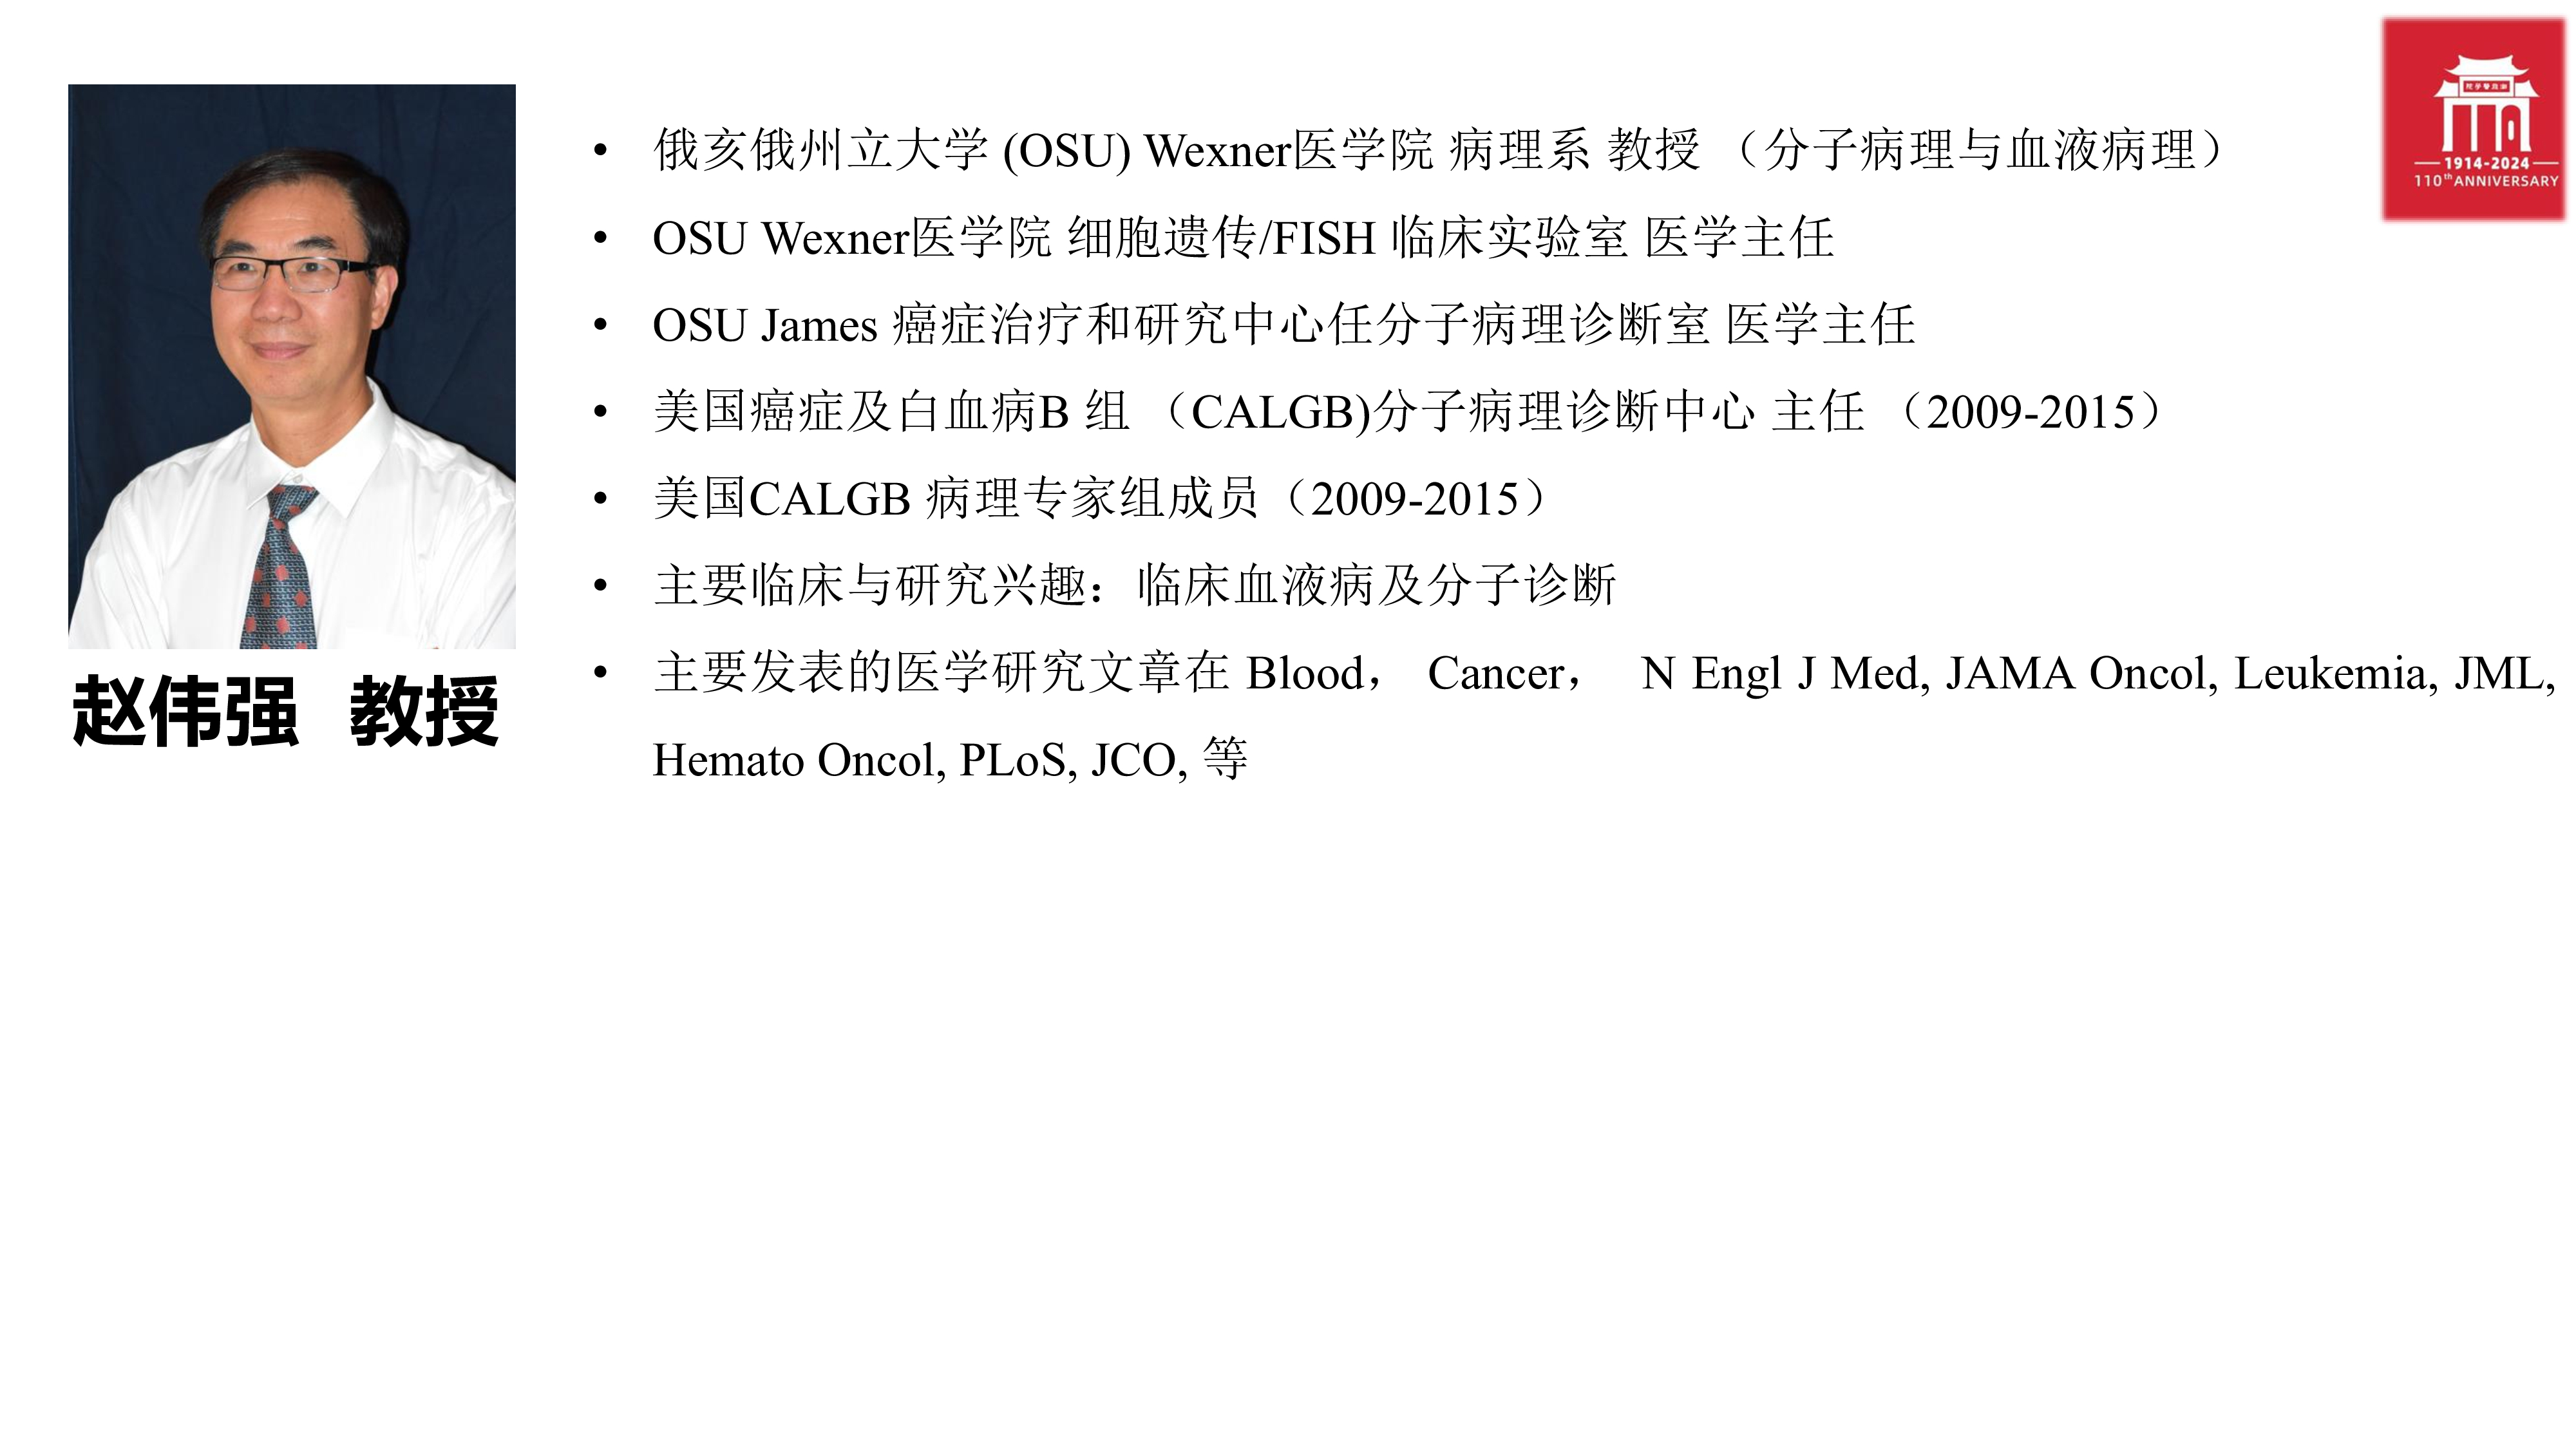 俄亥俄州立大学 (OSU) Wexner医学院 病理系 教授 （分子病理与血液病理）
OSU Wexner医学院 细胞遗传/FISH 临床实验室 医学主任
OSU James 癌症治疗和研究中心任分子病理诊断室 医学主任
美国癌症及白血病B 组 （CALGB)分子病理诊断中心 主任 （2009-2015）
美国CALGB 病理专家组成员（2009-2015）
主要临床与研究兴趣：临床血液病及分子诊断
主要发表的医学研究文章在 Blood， Cancer， N Engl J Med, JAMA Oncol, Leukemia, JML,
Hemato Oncol, PLoS, JCO, 等
赵伟强 教授
1914-2024
110th ANNIVERSARY